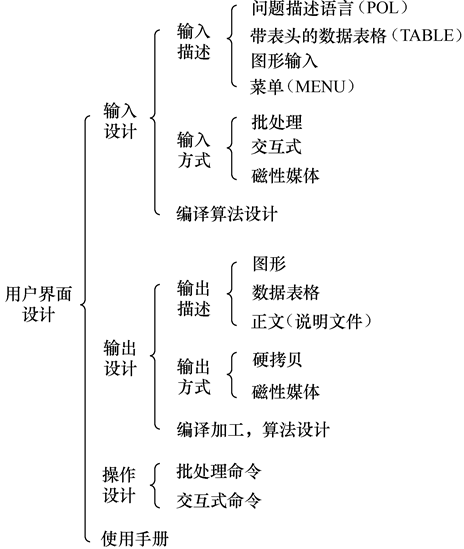 问题描述语言(POL)
输入
描述
带表头的数据表格(TABLE)
图形输入
菜单(MENU)
输入
设计
批处理
输入
方式
交互式
磁性媒体
编译算法设计
用户界面
设计
图形
输出
描述
数据表格
正文(说明文件)
输出
设计
硬拷贝
输出
方式
磁性媒体
编译加工，算法设计
操作
设计
批处理命令
交互式命令
使用手册